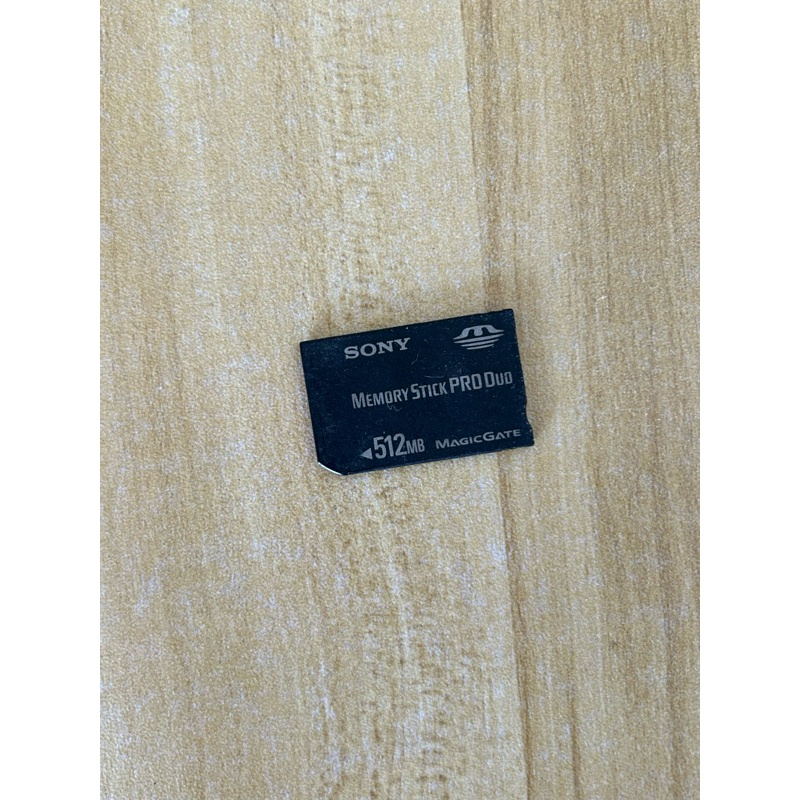 SONY
MEMORY STICK PRO DUO
◀512MB MAGICGATE